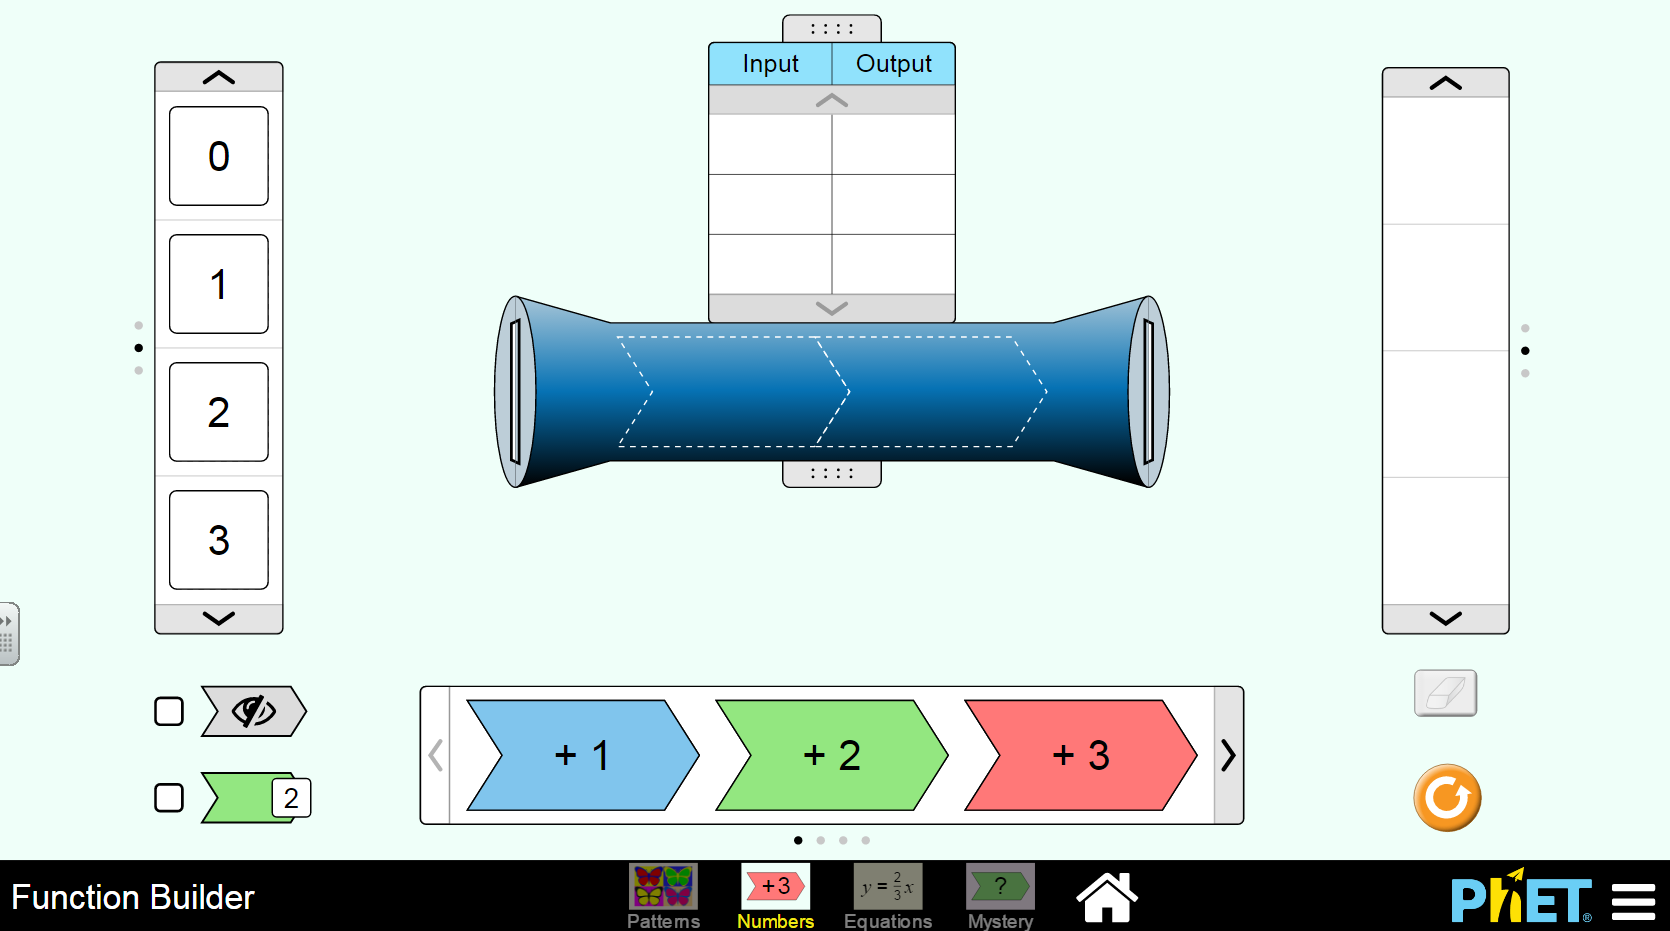 Input Output
0
1
2
3
2
+ 1 + 2 + 3
Function Builder
+3
y = 2/3 x
?
Patterns Numbers Equations Mystery
PhET®